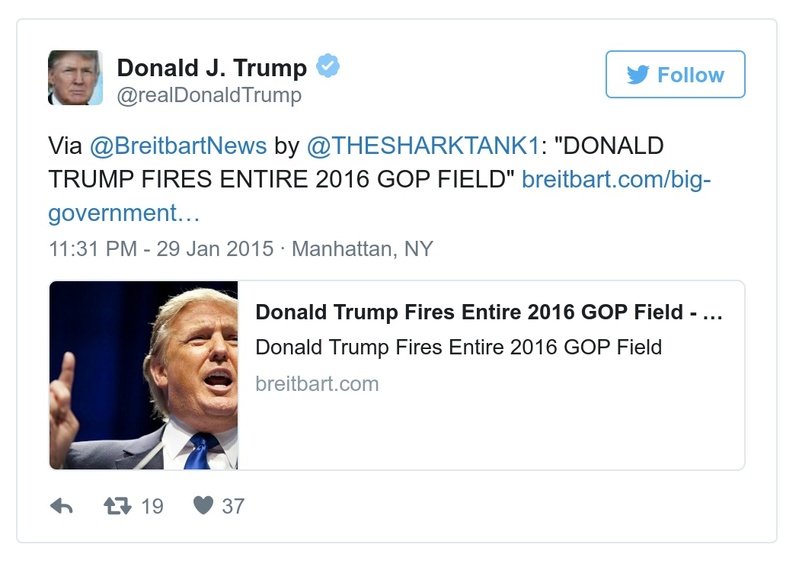 Donald J. Trump
@realDonaldTrump
Follow
Via @BreitbartNews by @THESHARKTANK1: "DONALD
TRUMP FIRES ENTIRE 2016 GOP FIELD" breitbart.com/big-
government…
11:31 PM - 29 Jan 2015 · Manhattan, NY
Donald Trump Fires Entire 2016 GOP Field - …
Donald Trump Fires Entire 2016 GOP Field
breitbart.com
19
37